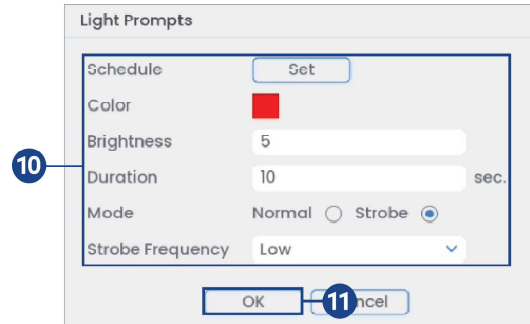 Light Prompts
Schedule Set
Color
Brightness 5
10
Duration 10 sec.
Mode Normal Strobe
Strobe Frequency Low
OK 11 ncel